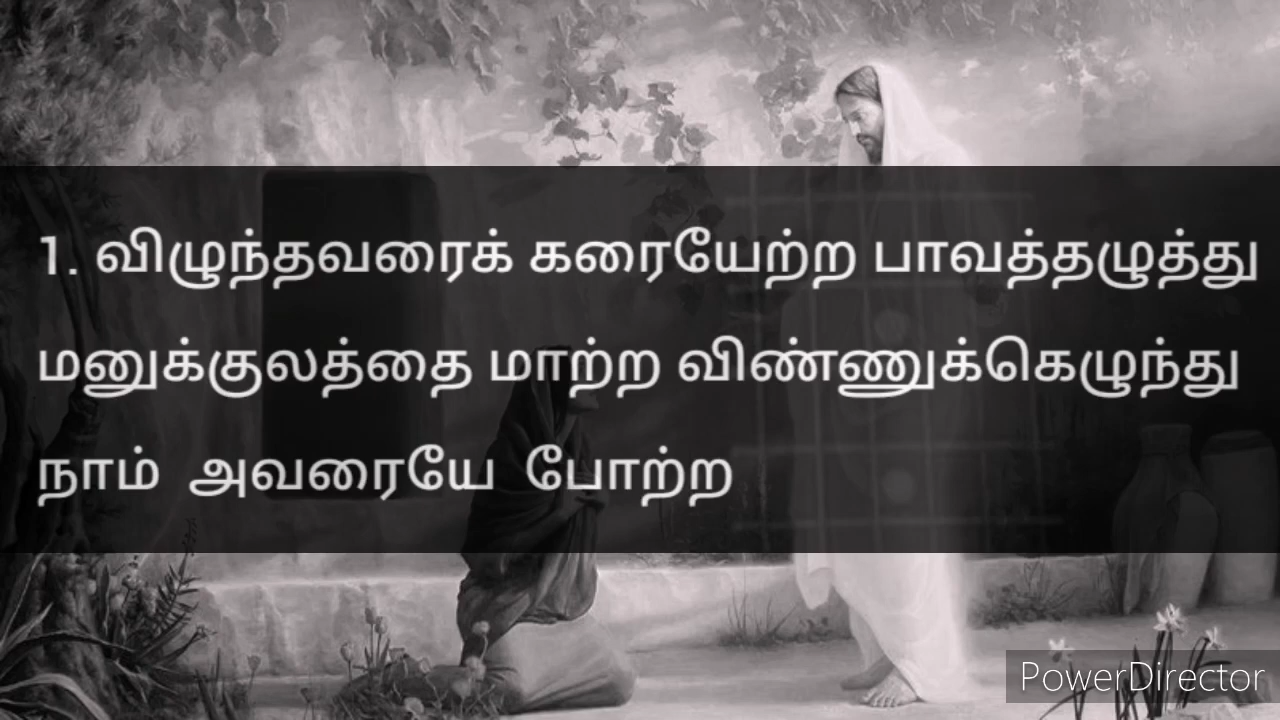 1. விழுந்தவரைக் கரையேற்ற பாவத்தழுத்து
மனுக்குலத்தை மாற்ற விண்ணுக்கெழுந்து
நாம் அவரையே போற்ற
PowerDirector